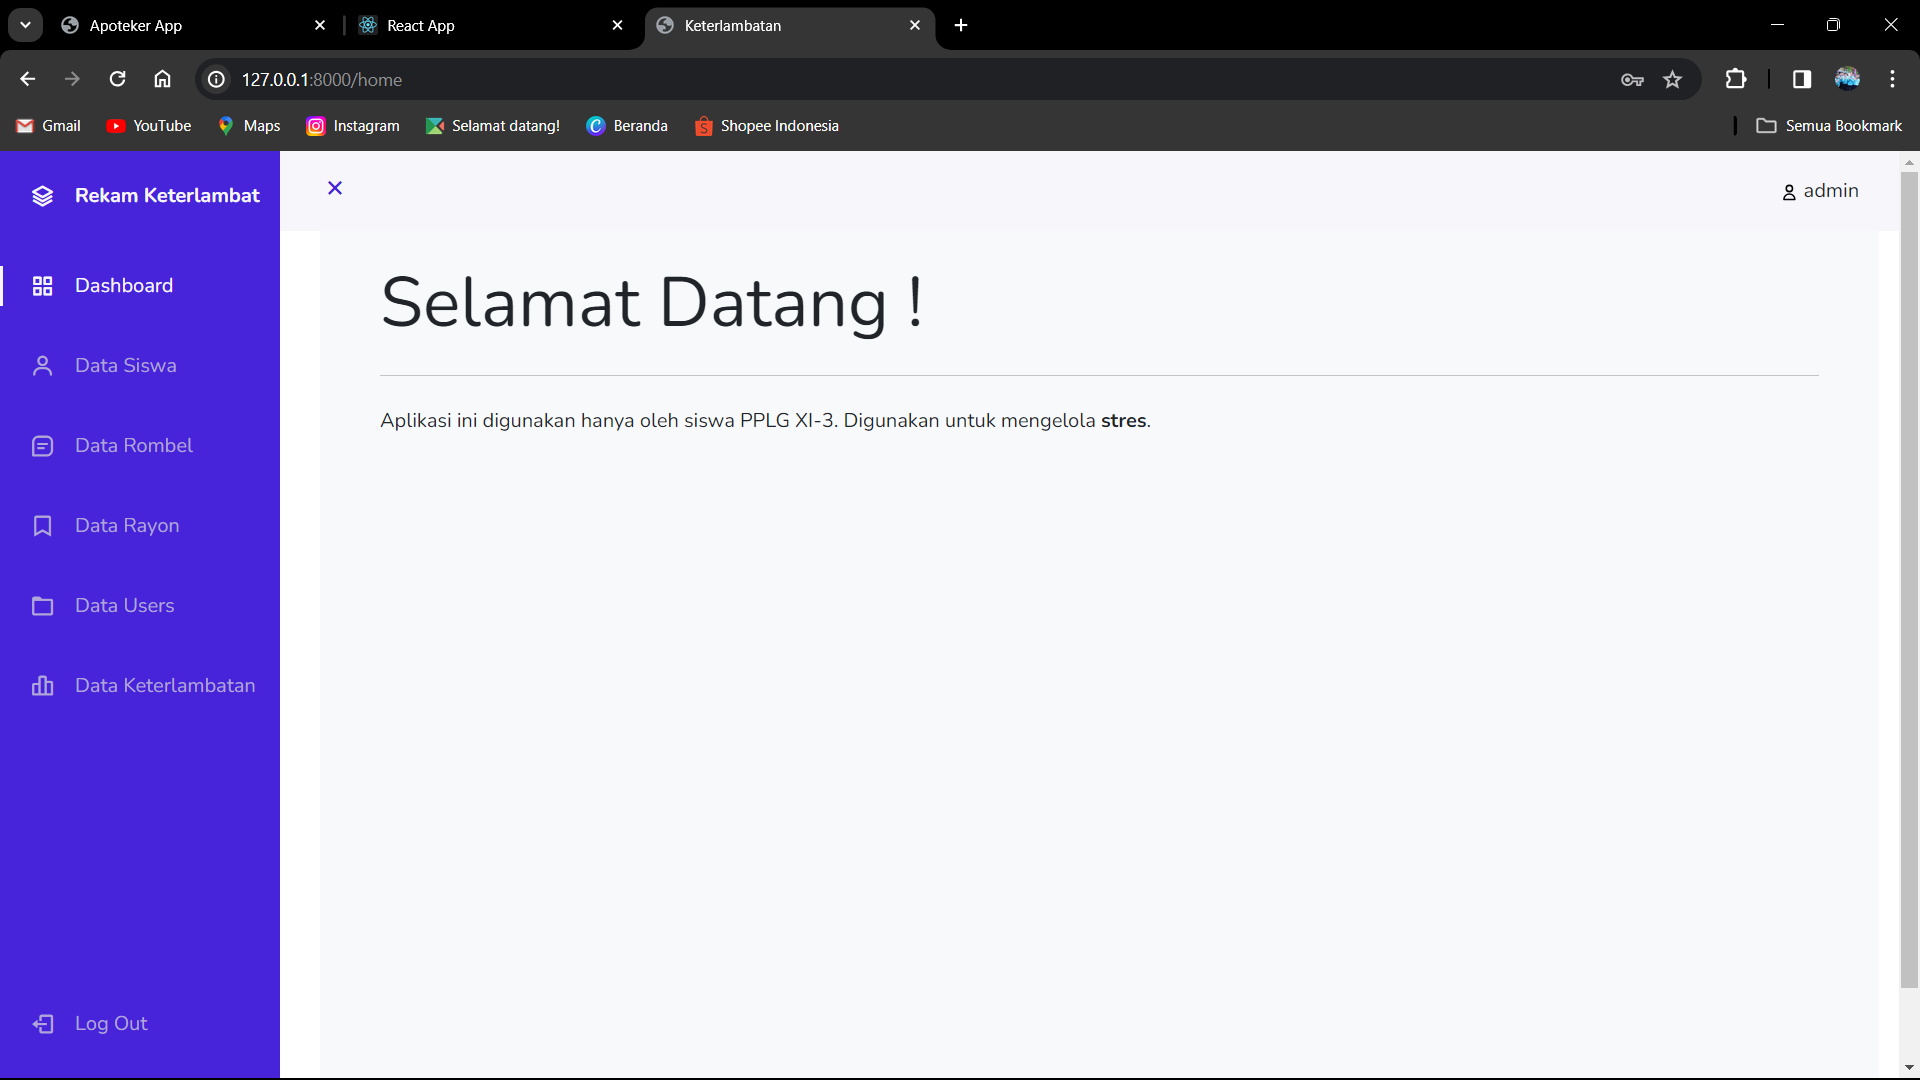 Apoteker App
React App
Keterlambatan
127.0.0.1:8000/home
Gmail
YouTube
Maps
Instagram
Selamat datang!
Beranda
Shopee Indonesia
Semua Bookmark
Rekam Keterlambat
admin
Dashboard
Data Siswa
Data Rombel
Data Rayon
Data Users
Data Keterlambatan
Log Out
Selamat Datang !
Aplikasi ini digunakan hanya oleh siswa PPLG XI-3. Digunakan untuk mengelola stres.